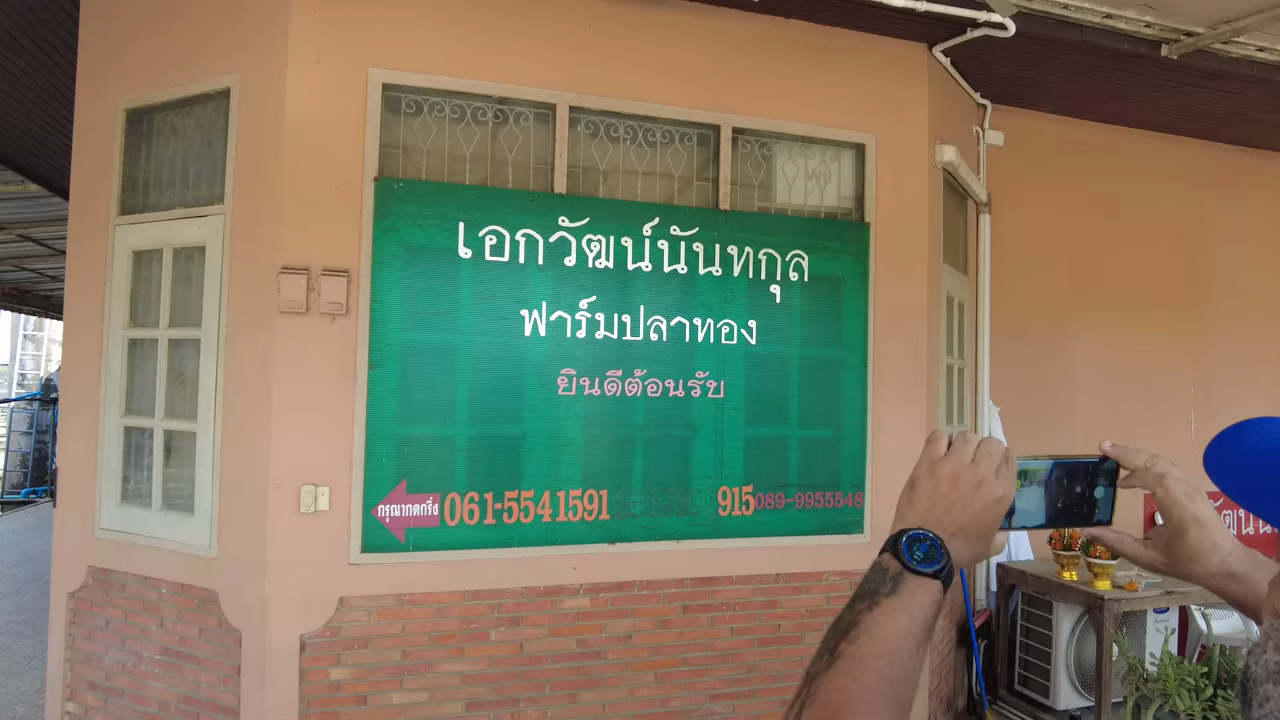 เอกวัฒน์นันทกุล
ฟาร์มปลาทอง
ยินดีต้อนรับ
กรุณากดกริ่ง 061-5541591 915 089-9955548